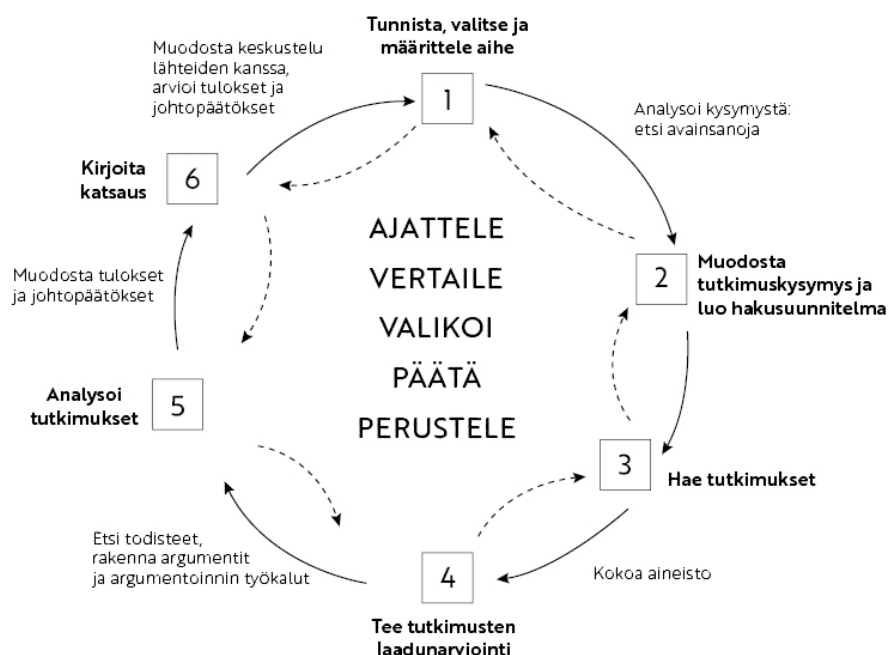 Tunnista, valitse ja
määrittele aihe
1
Analysoi kysymystä:
etsi avainsanoja
2
Muodosta
tutkimuskysymys ja
luo hakusuunnitelma
3
Hae tutkimukset
Kokoa aineisto
4
Tee tutkimusten
laadunarviointi
Etsi todisteet,
rakenna argumentit
ja argumentoinnin työkalut
5
Analysoi
tutkimukset
Muodosta tulokset
ja johtopäätökset
6
Kirjoita
katsaus
Muodosta keskustelu
lähteiden kanssa,
arvioi tulokset ja
johtopäätökset
AJATTELE
VERTAILE
VALIKOI
PÄÄTÄ
PERUSTELE